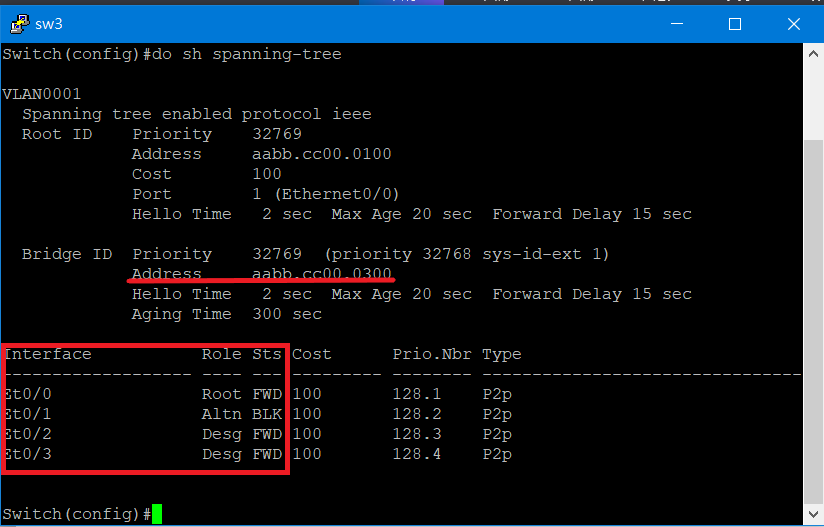 sw3
Switch(config)#do sh spanning-tree
VLAN0001
Spanning tree enabled protocol ieee
Root ID Priority 32769
Address aabb.cc00.0100
Cost 100
Port 1 (Ethernet0/0)
Hello Time 2 sec Max Age 20 sec Forward Delay 15 sec
Bridge ID Priority 32769 (priority 32768 sys-id-ext 1)
Address aabb.cc00.0300
Hello Time 2 sec Max Age 20 sec Forward Delay 15 sec
Aging Time 300 sec
Interface Role Sts Cost Prio.Nbr Type
------------------- ---- --- --------- -------- --------------------------------
Et0/0 Root FWD 100 128.1 P2p
Et0/1 Altn BLK 100 128.2 P2p
Et0/2 Desg FWD 100 128.3 P2p
Et0/3 Desg FWD 100 128.4 P2p
Switch(config)#